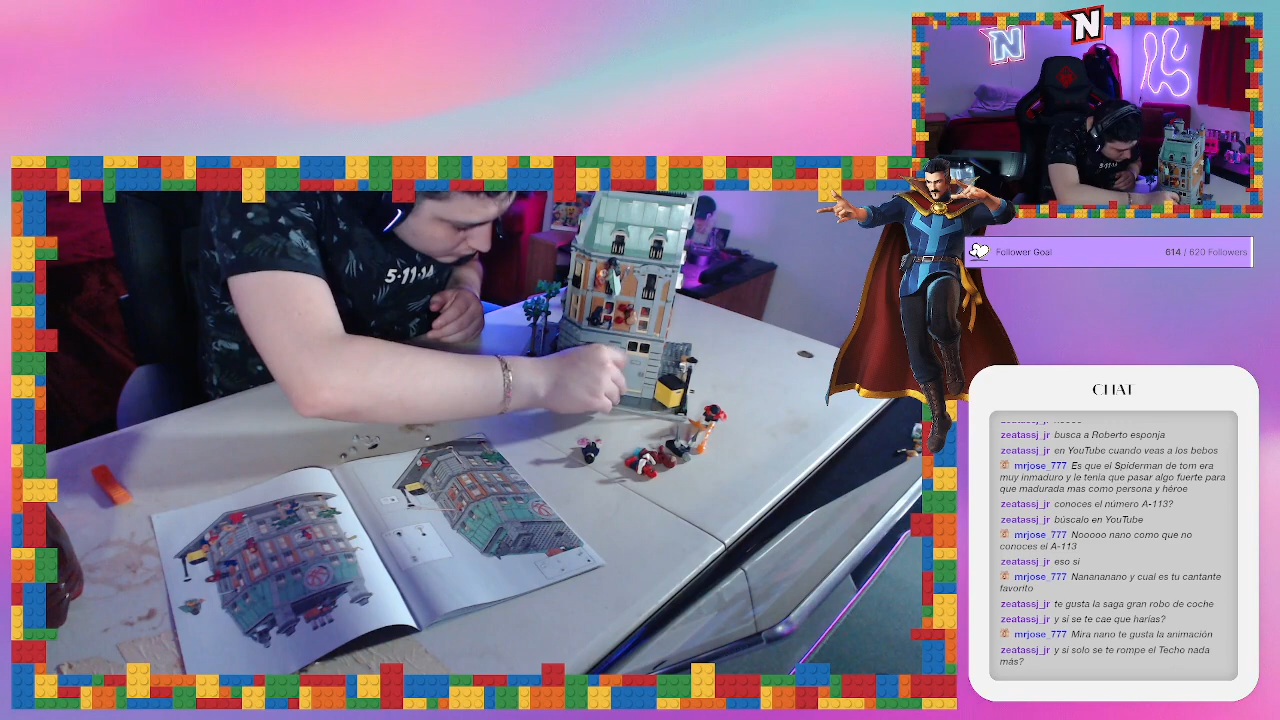 N
N
5·11·14
5·11·14
Follower Goal
614 / 620 Followers
CHAT
zeatassj_jr busca a Roberto esponja
zeatassj_jr en YouTube cuando veas a los bebos
mrjose_777 Es que el Spiderman de tom era
muy inmaduro y le tenia que pasar algo fuerte para
que madurada mas como persona y héroe
zeatassj_jr conoces el número A-113?
zeatassj_jr búscalo en YouTube
mrjose_777 Nooooo nano como que no
conoces el A-113
zeatassj_jr eso si
mrjose_777 Nanananano y cual es tu cantante
favorito
zeatassj_jr te gusta la saga gran robo de coche
zeatassj_jr y si se te cae que harías?
mrjose_777 Mira nano te gusta la animación
zeatassj_jr y si solo se te rompe el Techo nada
más?